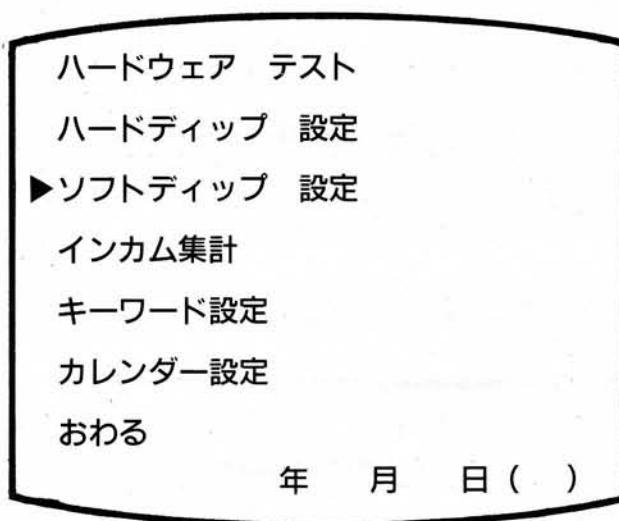 ハードウェア　テスト
ハードディップ　設定
▶ソフトディップ　設定
インカム集計
キーワード設定
カレンダー設定
おわる
年　月　日（　）